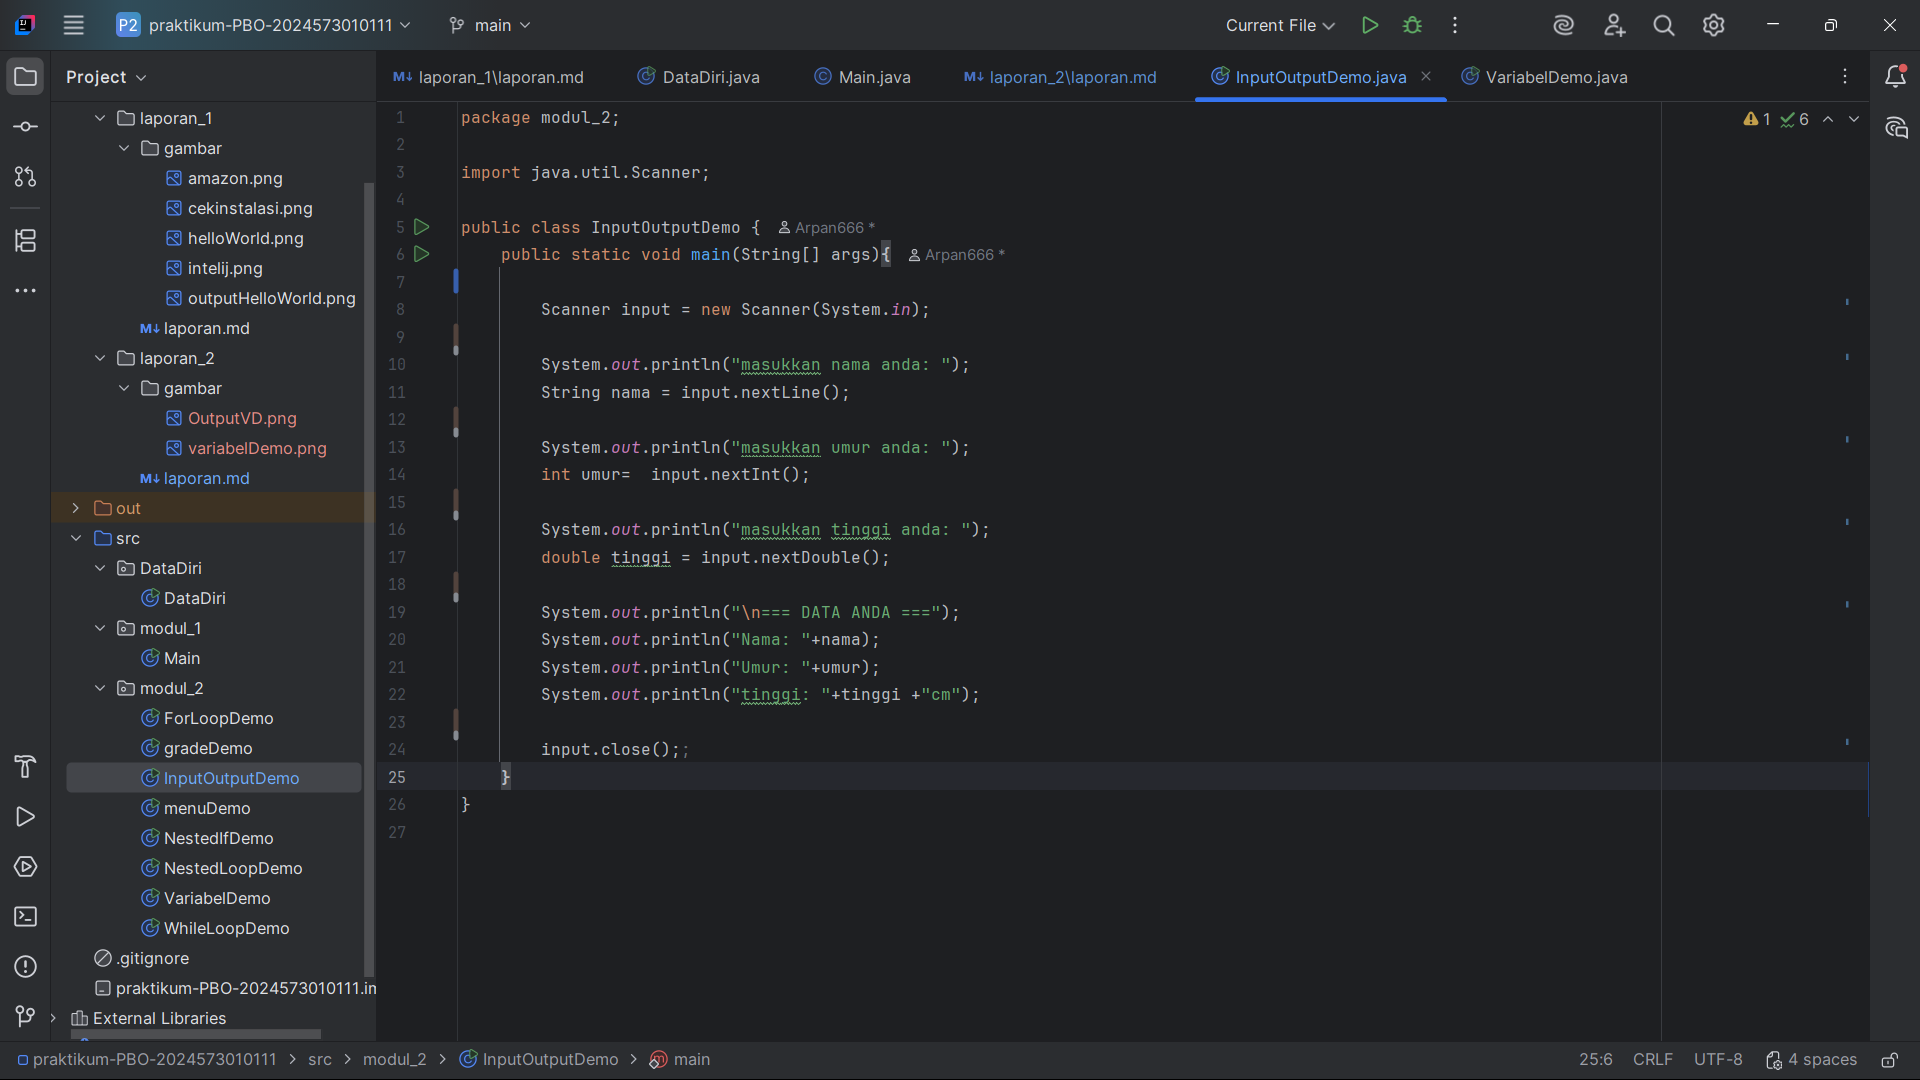 P2 praktikum-PBO-2024573010111 main Current File
Project
laporan_1\laporan.md DataDiri.java Main.java laporan_2\laporan.md InputOutputDemo.java VariabelDemo.java
laporan_1
gambar
amazon.png
cekinstalasi.png
helloWorld.png
intelij.png
outputHelloWorld.png
M↓ laporan.md
laporan_2
gambar
OutputVD.png
variabelDemo.png
M↓ laporan.md
out
src
DataDiri
DataDiri
modul_1
Main
modul_2
ForLoopDemo
gradeDemo
InputOutputDemo
menuDemo
NestedIfDemo
NestedLoopDemo
VariabelDemo
WhileLoopDemo
.gitignore
praktikum-PBO-2024573010111.in
External Libraries
1 package modul_2;
2
3 import java.util.Scanner;
4
5 public class InputOutputDemo { Arpan666 *
6 public static void main(String[] args){ Arpan666 *
7
8 Scanner input = new Scanner(System.in);
9
10 System.out.println("masukkan nama anda: ");
11 String nama = input.nextLine();
12
13 System.out.println("masukkan umur anda: ");
14 int umur=  input.nextInt();
15
16 System.out.println("masukkan tinggi anda: ");
17 double tinggi = input.nextDouble();
18
19 System.out.println("\n=== DATA ANDA ===");
20 System.out.println("Nama: "+nama);
21 System.out.println("Umur: "+umur);
22 System.out.println("tinggi: "+tinggi +"cm");
23
24 input.close();;
25 }
26 }
27
1 6
praktikum-PBO-2024573010111 > src > modul_2 > InputOutputDemo > main 25:6 CRLF UTF-8 4 spaces